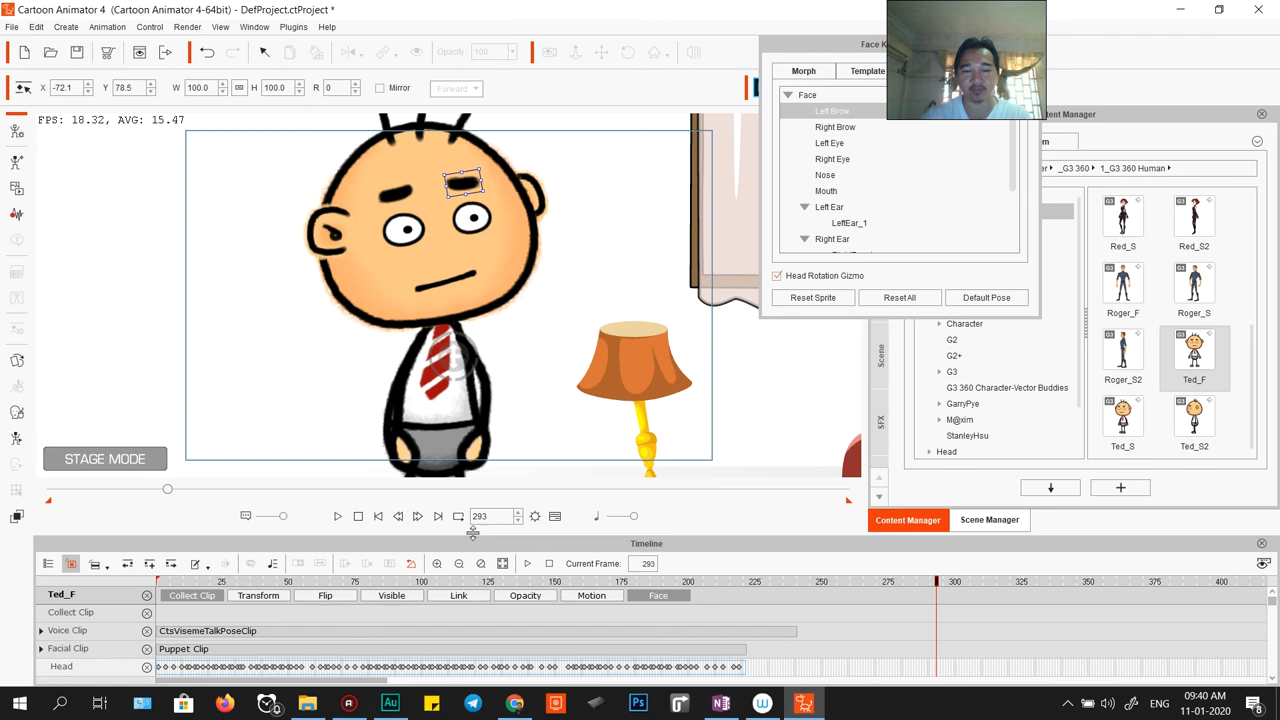 Cartoon Animator 4 (Cartoon Animator 4-64bit) - DefProject.ctProject *
File Edit Create Animation Control Render View Window Plugins Help
Opacity: 100
X -72.1 Y 78.5 W 100.0 H 100.0 R 0 Mirror Forward
FPS: 18.32, AVG: 15.47
Face K
Morph Template
Face
Left Brow
Right Brow
Left Eye
Right Eye
Nose
Mouth
Left Ear
LeftEar_1
Right Ear
Head Rotation Gizmo
Reset Sprite Reset All Default Pose
ntent Manager
m
er _G3 360 1_G3 Human
Red_S Red_S2
Roger_F Roger_S
Roger_S2 Ted_F
Ted_S Ted_S2
Character
G2
G2+
G3
G3 360 Character-Vector Buddies
GarryPye
M@xim
StanleyHsu
Head
Scene
SFX
STAGE MODE
293
Content Manager Scene Manager
Timeline
Current Frame: 293
25 50 75 100 125 150 175 200 225 250 275 300 325 350 375 400
Ted_F Collect Clip Transform Flip Visible Link Opacity Motion Face
Collect Clip
Voice Clip CtsVisemeTalkPoseClip
Facial Clip Puppet Clip
Head
ENG 09:40 AM
11-01-2020
8